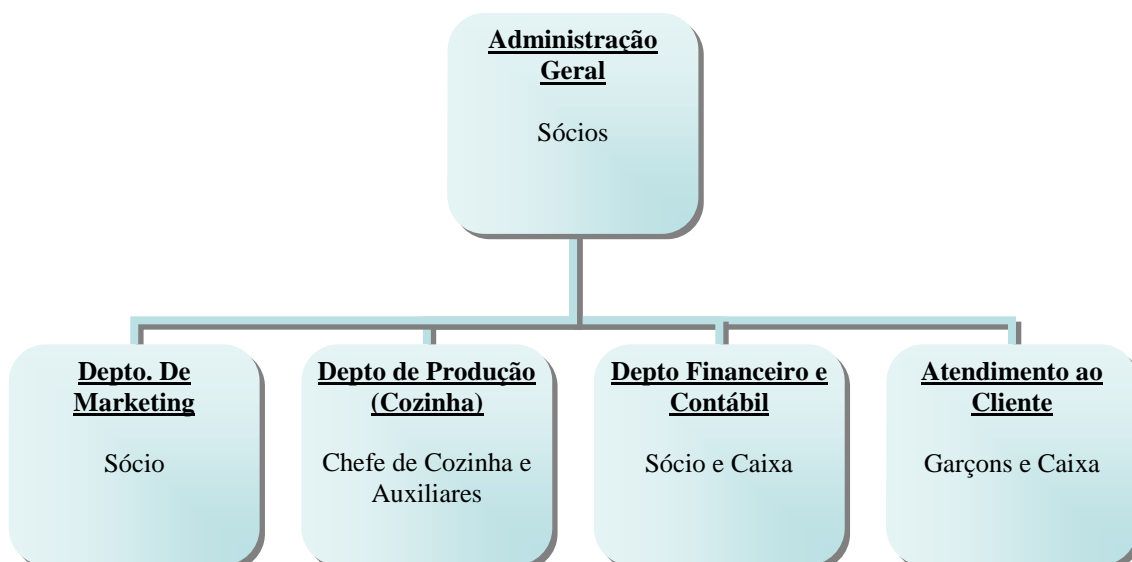 Administração
Geral
Sócios
Depto. De
Marketing
Sócio
Depto de Produção
(Cozinha)
Chefe de Cozinha e
Auxiliares
Depto Financeiro e
Contábil
Sócio e Caixa
Atendimento ao
Cliente
Garçons e Caixa